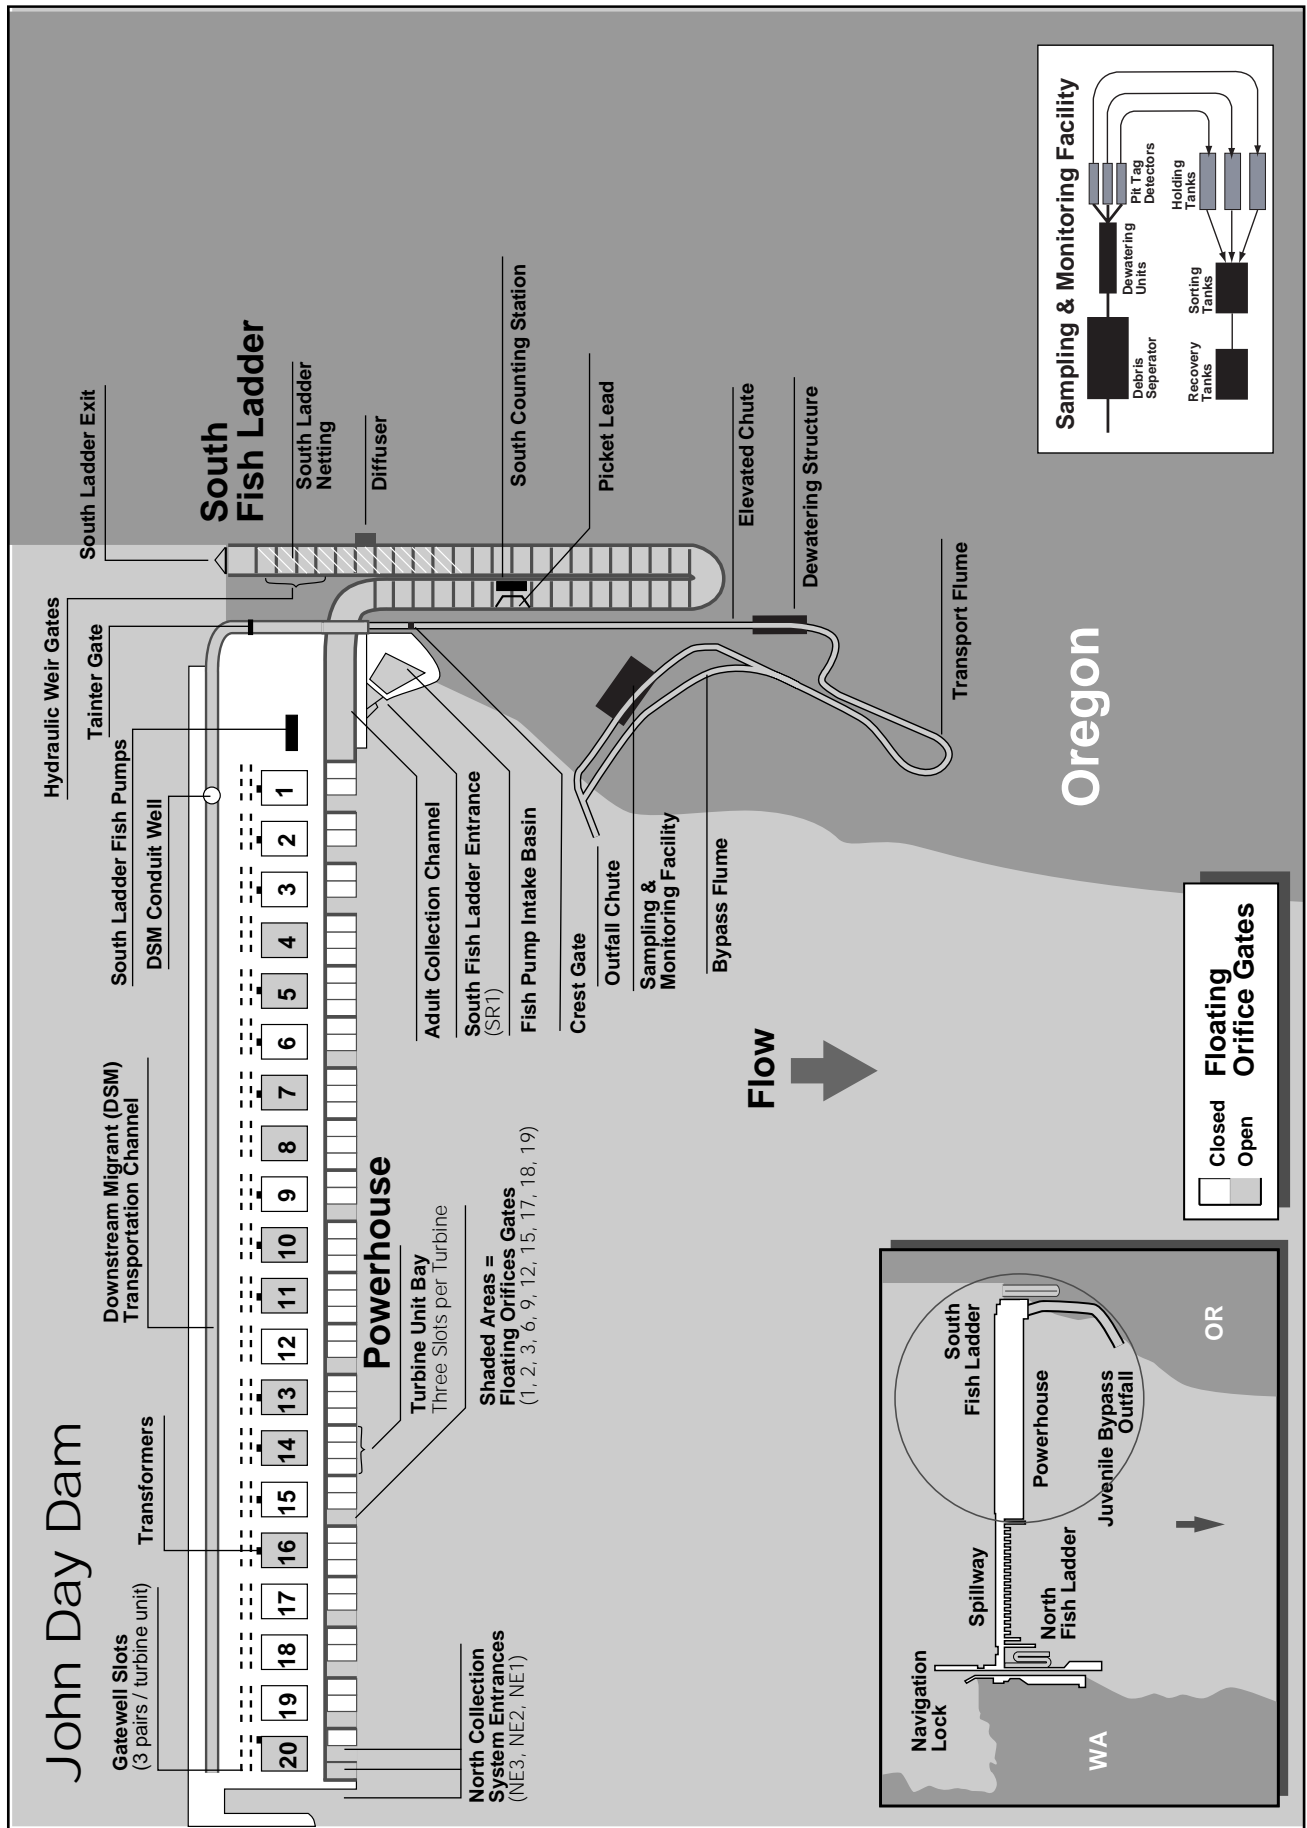 John Day Dam
Gatewell Slots
(3 pairs / turbine unit)
Transformers
Downstream Migrant (DSM)
Transportation Channel
South Ladder Fish Pumps
DSM Conduit Well
Hydraulic Weir Gates
Tainter Gate
South Ladder Exit
South
Fish Ladder
South Ladder
Netting
Diffuser
South Counting Station
Picket Lead
Elevated Chute
Dewatering Structure
Transport Flume
20
19
18
17
16
15
14
13
12
11
10
9
8
7
6
5
4
3
2
1
North Collection
System Entrances
(NE3, NE2, NE1)
Powerhouse
Turbine Unit Bay
Three Slots per Turbine
Shaded Areas =
Floating Orifices Gates
(1, 2, 3, 6, 9, 12, 15, 17, 18, 19)
Adult Collection Channel
South Fish Ladder Entrance
(SR1)
Fish Pump Intake Basin
Crest Gate
Outfall Chute
Sampling &
Monitoring Facility
Bypass Flume
Flow
Oregon
Navigation
Lock
Spillway
North
Fish Ladder
South
Fish Ladder
Powerhouse
Juvenile Bypass
Outfall
WA
OR
Closed
Open
Floating
Orifice Gates
Sampling & Monitoring Facility
Debris
Seperator
Dewatering
Units
Pit Tag
Detectors
Recovery
Tanks
Sorting
Tanks
Holding
Tanks